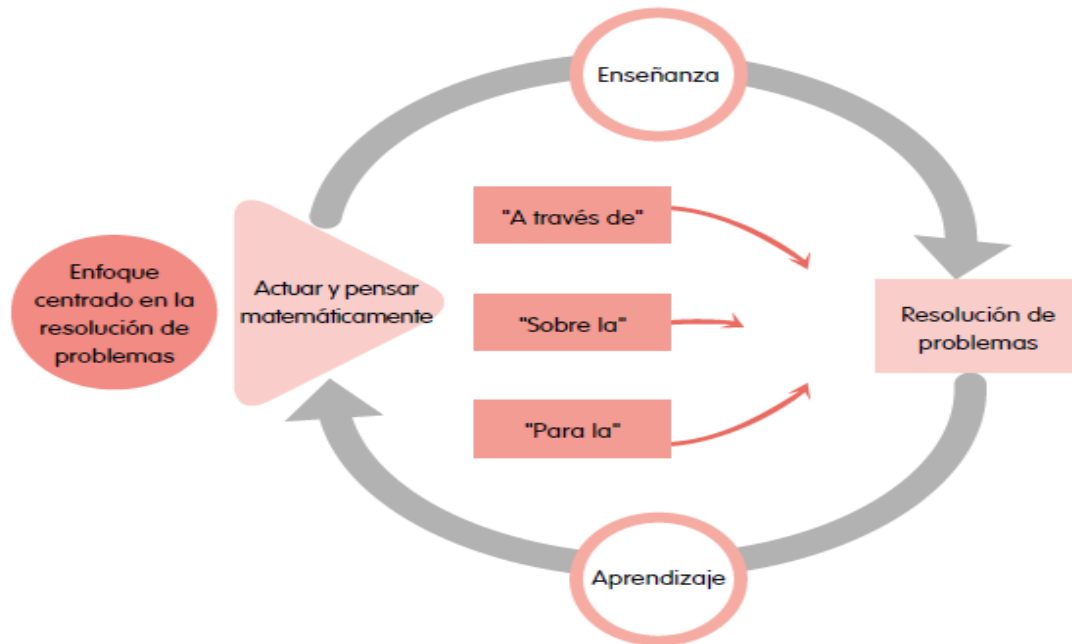 Enseñanza
"A través de"
Enfoque
centrado en la
resolución de
problemas
Actuar y pensar
matemáticamente
"Sobre la"
Resolución de
problemas
"Para la"
Aprendizaje